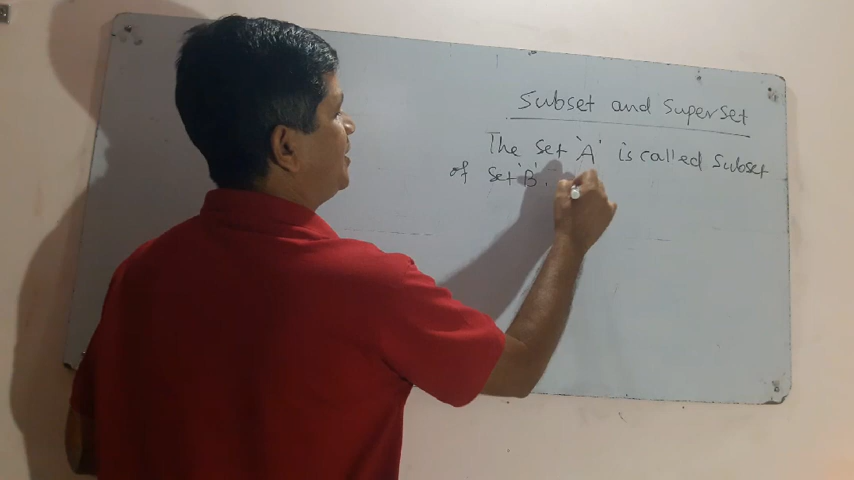 Subset and Superset
The Set 'A' is called Subset
of Set 'B'.